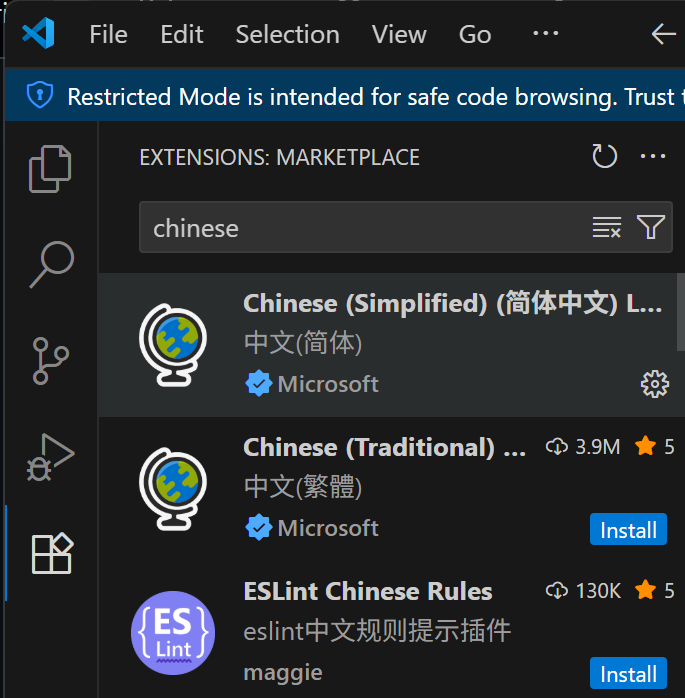 File Edit Selection View Go ···
Restricted Mode is intended for safe code browsing. Trust
EXTENSIONS: MARKETPLACE
chinese
Chinese (Simplified) (简体中文) L...
中文(简体)
Microsoft
Chinese (Traditional) ... 3.9M 5
中文(繁體)
Microsoft Install
ESLint Chinese Rules 130K 5
eslint中文规则提示插件
{ES Lint}
maggie Install